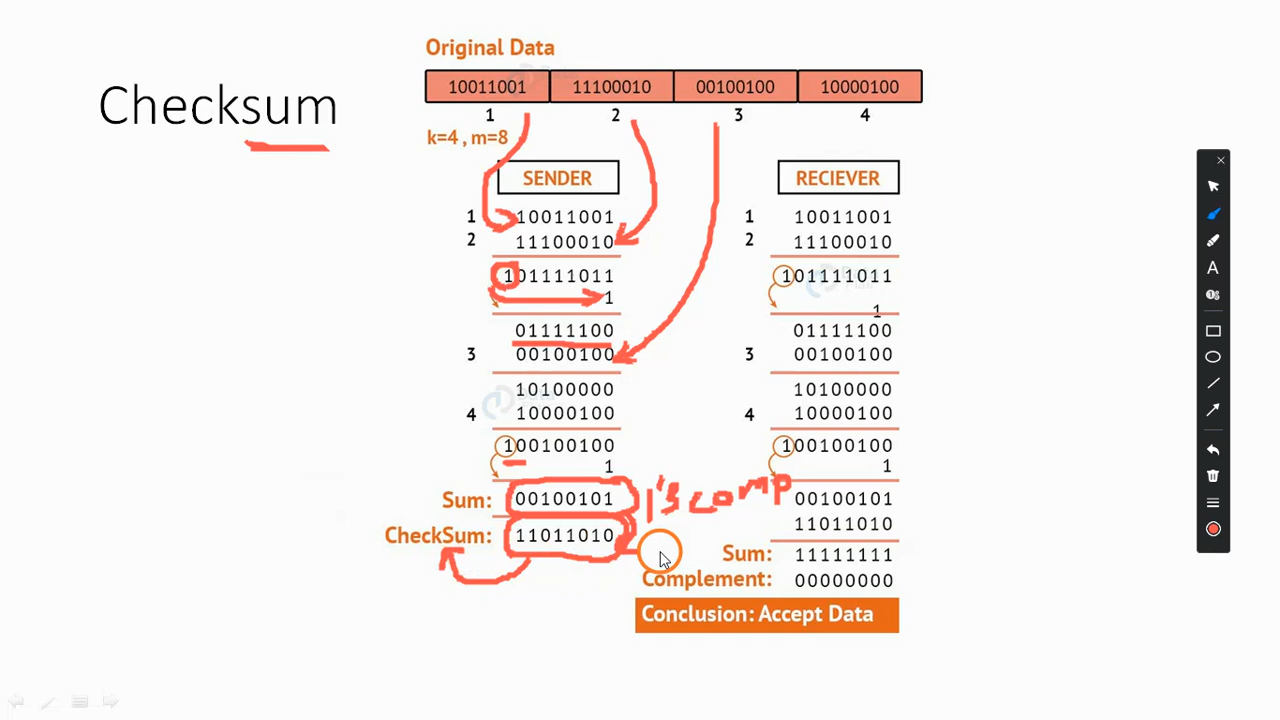 Checksum
Original Data
10011001 11100010 00100100 10000100
1 2 3 4
k=4 , m=8
SENDER
1 10011001
2 11100010
101111011
1
01111100
3 00100100
10100000
4 10000100
100100100
1
Sum: 00100101 1's comp
CheckSum: 11011010
RECIEVER
1 10011001
2 11100010
101111011
1
01111100
3 00100100
10100000
4 10000100
100100100
1
00100101
11011010
Sum: 11111111
Complement: 00000000
Conclusion: Accept Data
A